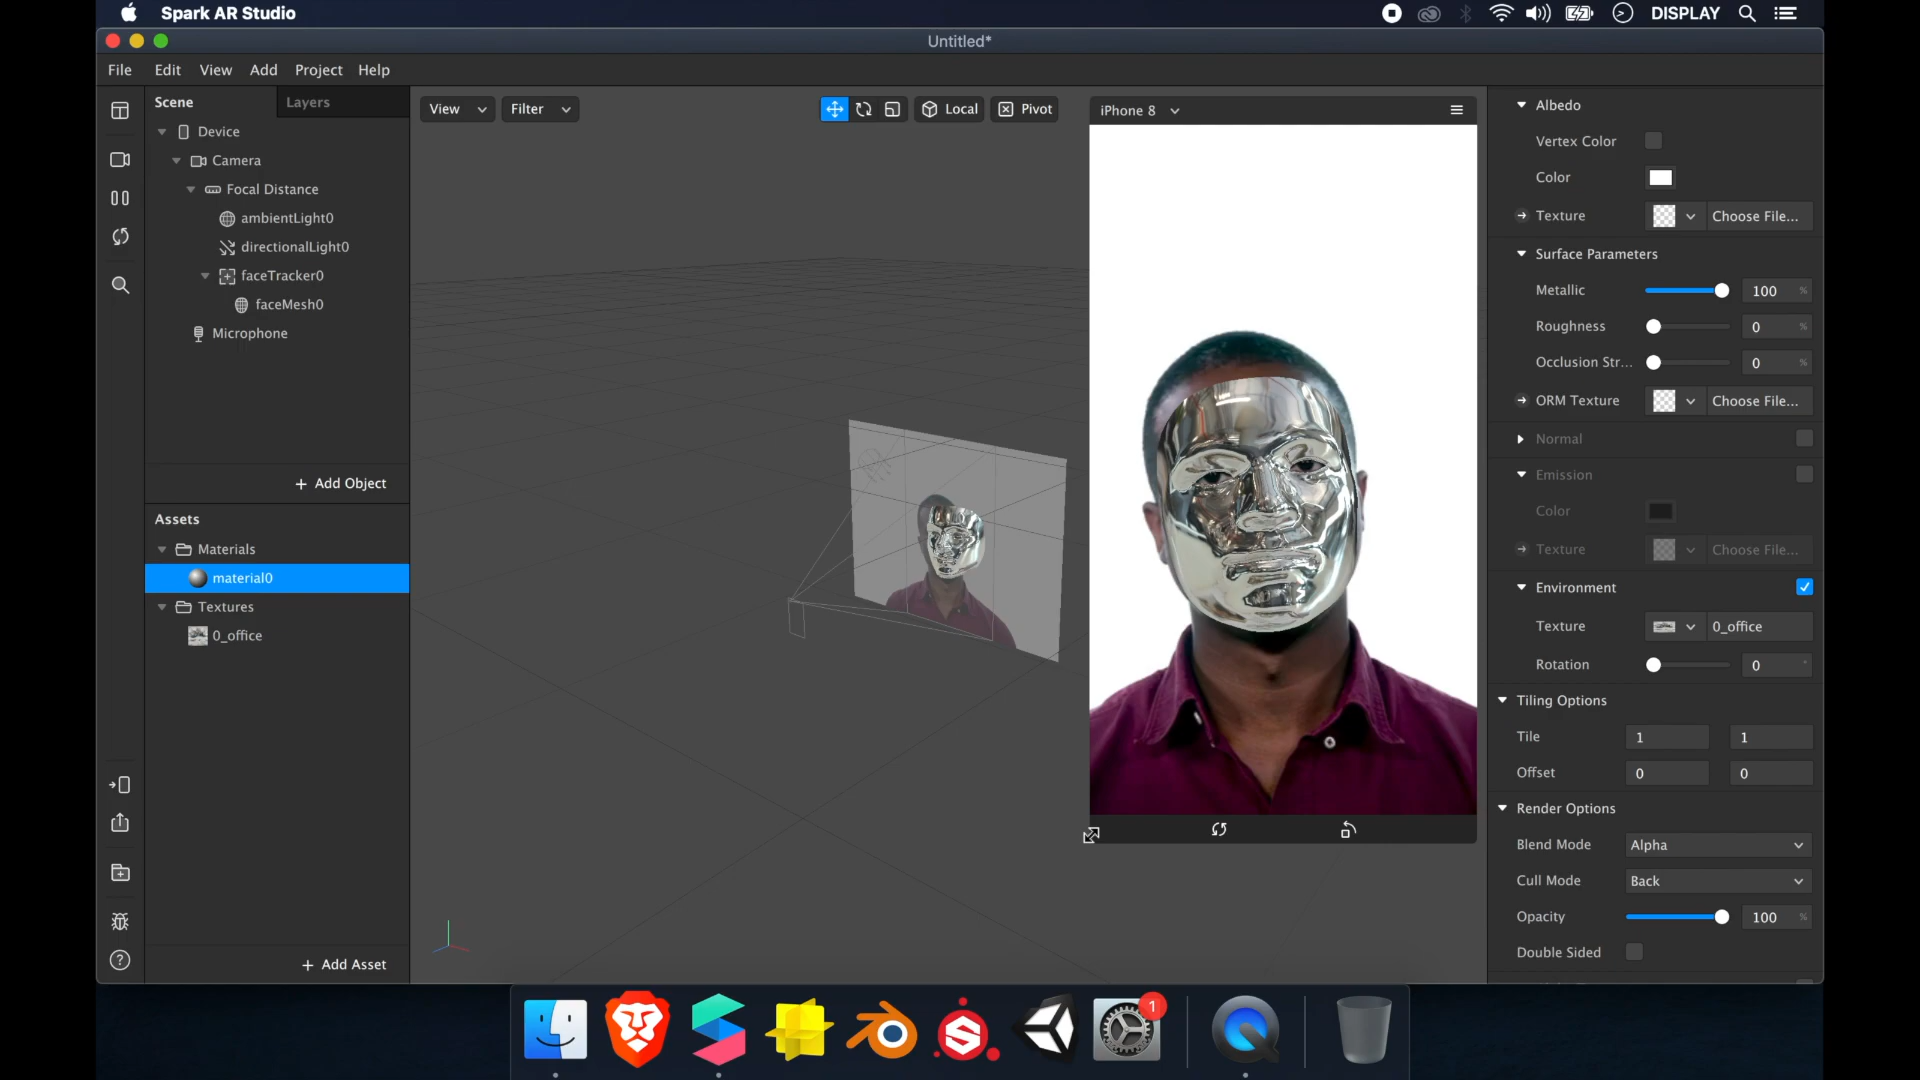 Spark AR Studio
DISPLAY
Untitled*
File Edit View Add Project Help
Scene
Layers
Device
Camera
Focal Distance
ambientLight0
directionalLight0
faceTracker0
faceMesh0
Microphone
+ Add Object
Assets
Materials
material0
Textures
0_office
+ Add Asset
View
Filter
Local
Pivot
iPhone 8
Albedo
Vertex Color
Color
Texture Choose File...
Surface Parameters
Metallic 100 %
Roughness 0 %
Occlusion Str... 0 %
ORM Texture Choose File...
Normal
Emission
Color
Texture Choose File...
Environment
Texture 0_office
Rotation 0 °
Tiling Options
Tile 1 1
Offset 0 0
Render Options
Blend Mode Alpha
Cull Mode Back
Opacity 100 %
Double Sided
1